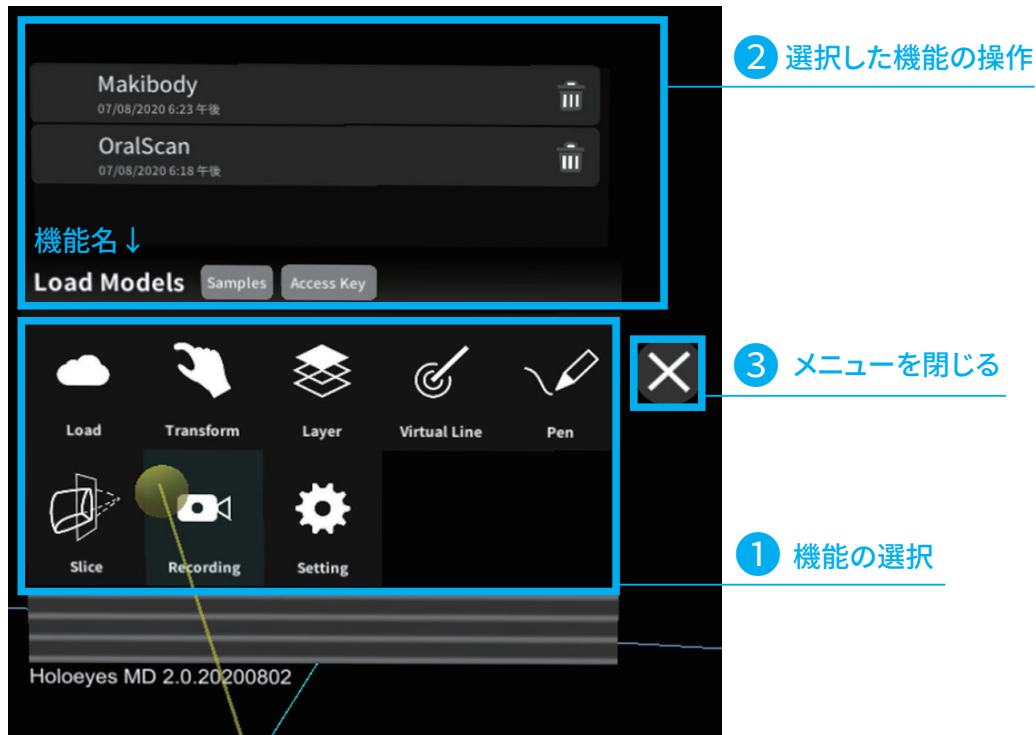 Makibody
07/08/2020 6:23 午後
OralScan
07/08/2020 6:18 午後
機能名↓
Load Models Samples Access Key
2 選択した機能の操作
Load Transform Layer Virtual Line Pen
3 メニューを閉じる
Slice Recording Setting
1 機能の選択
Holoeyes MD 2.0.20200802